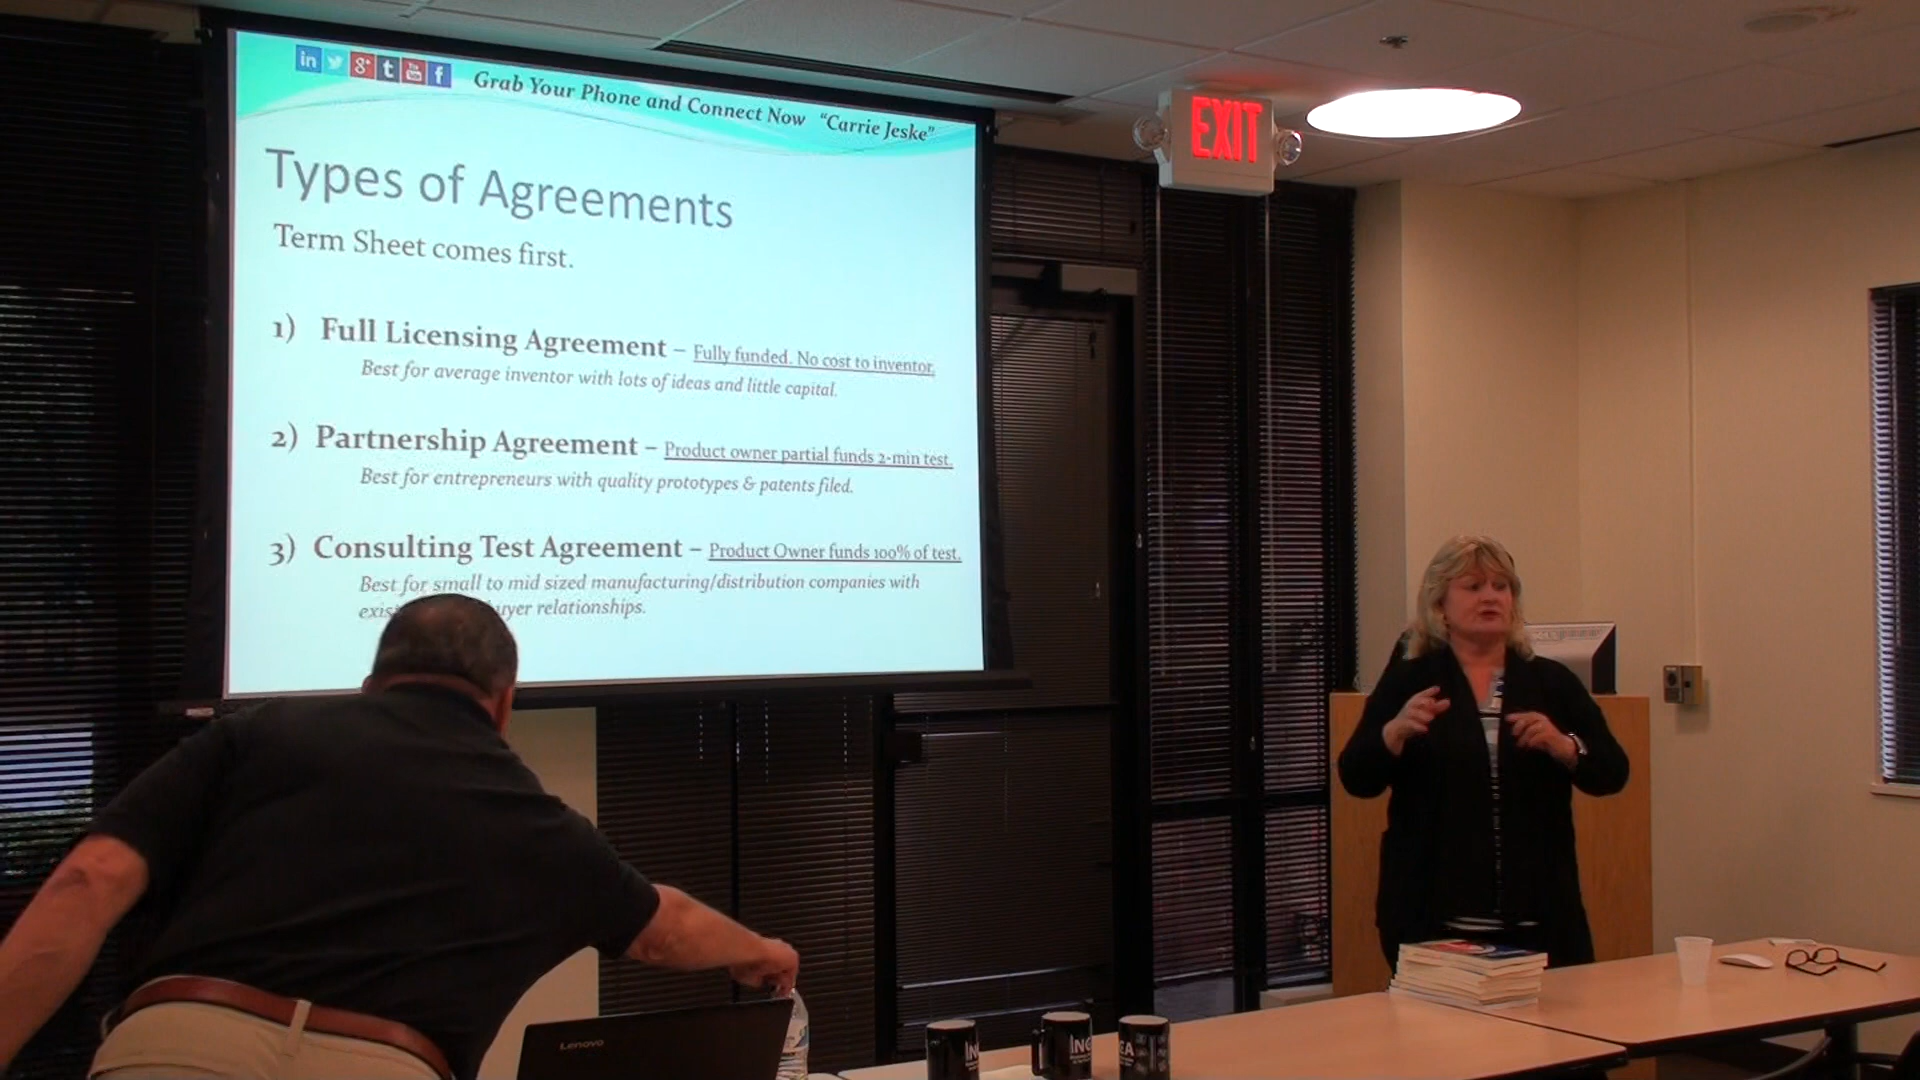 in 8+ t You Tube f Grab Your Phone and Connect Now "Carrie Jeske"
EXIT
Types of Agreements
Term Sheet comes first.
1) Full Licensing Agreement – Fully funded. No cost to inventor.
Best for average inventor with lots of ideas and little capital.
2) Partnership Agreement – Product owner partial funds 2-min test.
Best for entrepreneurs with quality prototypes & patents filed.
3) Consulting Test Agreement – Product Owner funds 100% of test.
Best for small to mid sized manufacturing/distribution companies with
relationships.
Lenovo